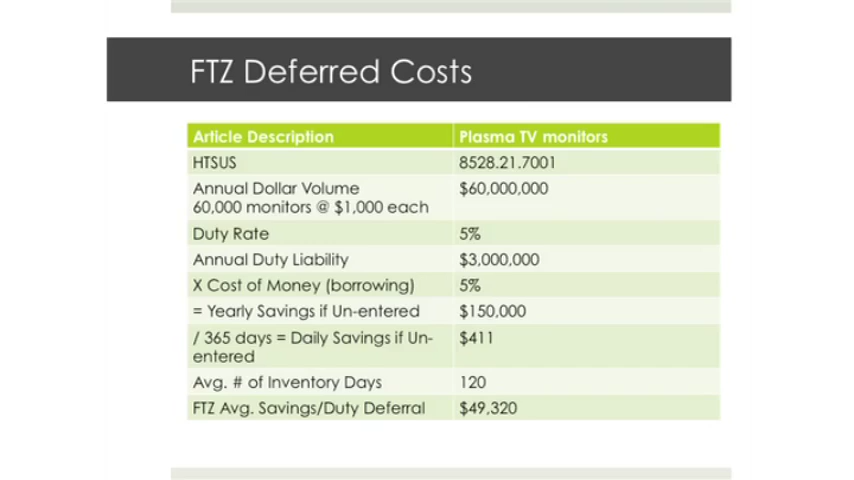 FTZ Deferred Costs
Article Description Plasma TV monitors
HTSUS 8528.21.7001
Annual Dollar Volume $60,000,000
60,000 monitors @ $1,000 each
Duty Rate 5%
Annual Duty Liability $3,000,000
X Cost of Money (borrowing) 5%
= Yearly Savings if Un-entered $150,000
/ 365 days = Daily Savings if Un- $411
entered
Avg. # of Inventory Days 120
FTZ Avg. Savings/Duty Deferral $49,320